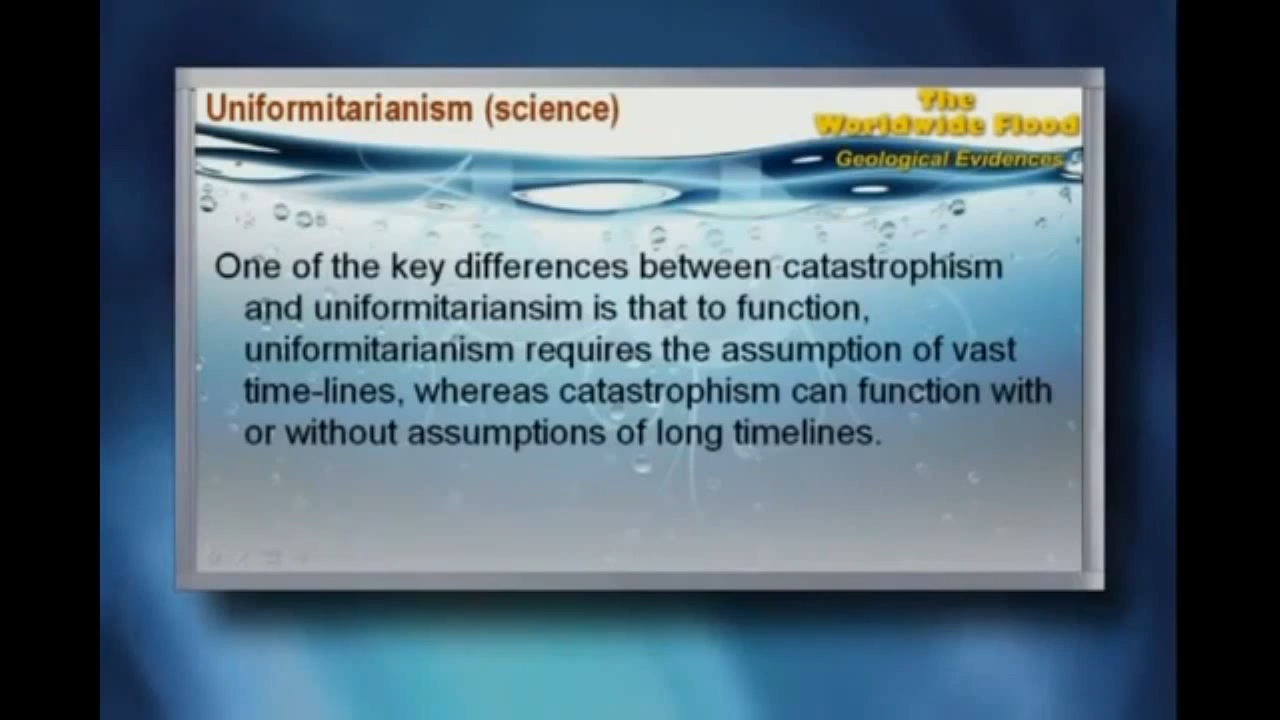 Uniformitarianism (science)
The
Worldwide Flood
Geological Evidences
One of the key differences between catastrophism
and uniformitariansim is that to function,
uniformitarianism requires the assumption of vast
time-lines, whereas catastrophism can function with
or without assumptions of long timelines.